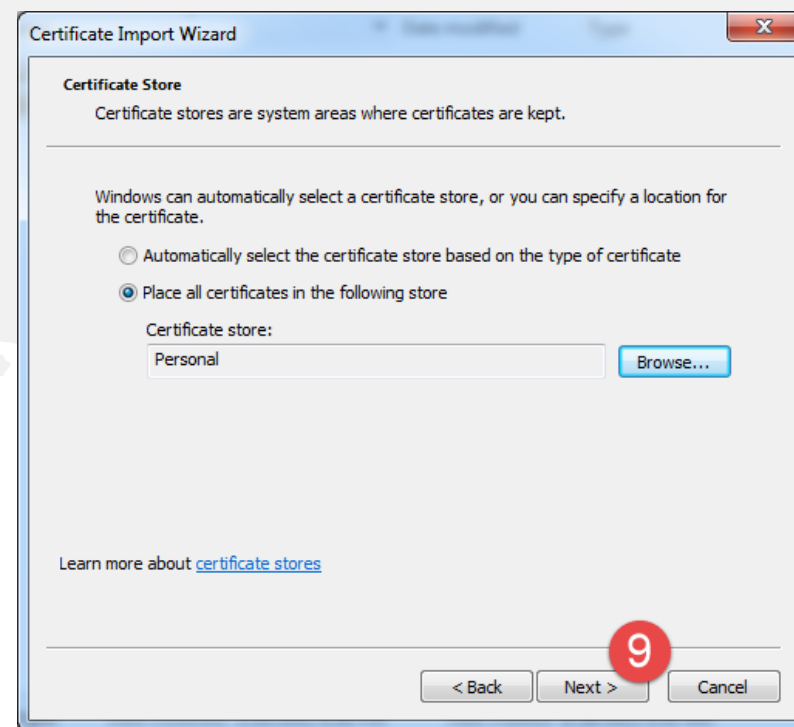 Certificate Import Wizard
Date modified
Type
X
Certificate Store
Certificate stores are system areas where certificates are kept.
Windows can automatically select a certificate store, or you can specify a location for
the certificate.
Automatically select the certificate store based on the type of certificate
Place all certificates in the following store
Certificate store:
Personal
Browse...
Learn more about certificate stores
9
< Back
Next >
Cancel